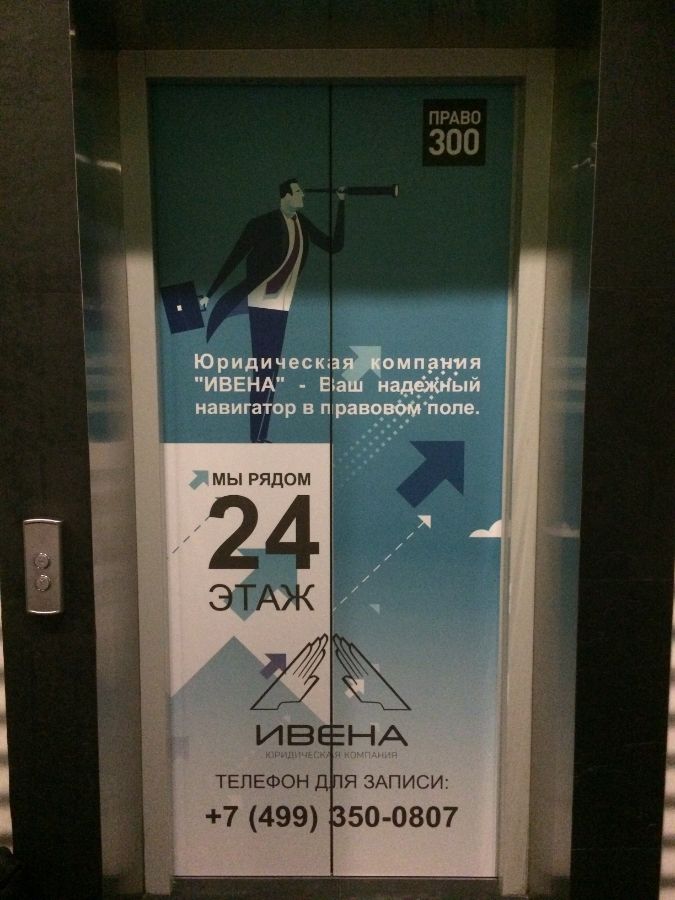 ПРАВО
300
Юридическая компания
"ИВЕНА" - Ваш надежный
навигатор в правовом поле.
МЫ РЯДОМ
24
ЭТАЖ
ИВЕНА
ЮРИДИЧЕСКАЯ КОМПАНИЯ
ТЕЛЕФОН ДЛЯ ЗАПИСИ:
+7 (499) 350-0807